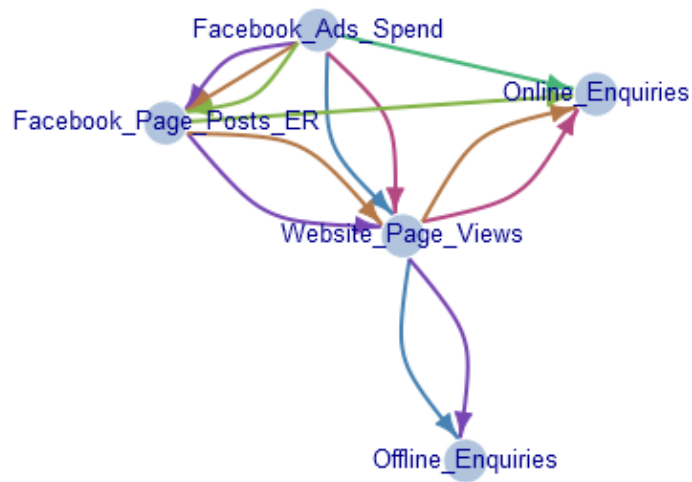 Facebook_Ads_Spend
Online_Enquiries
Facebook_Page_Posts_ER
Website_Page_Views
Offline_Enquiries